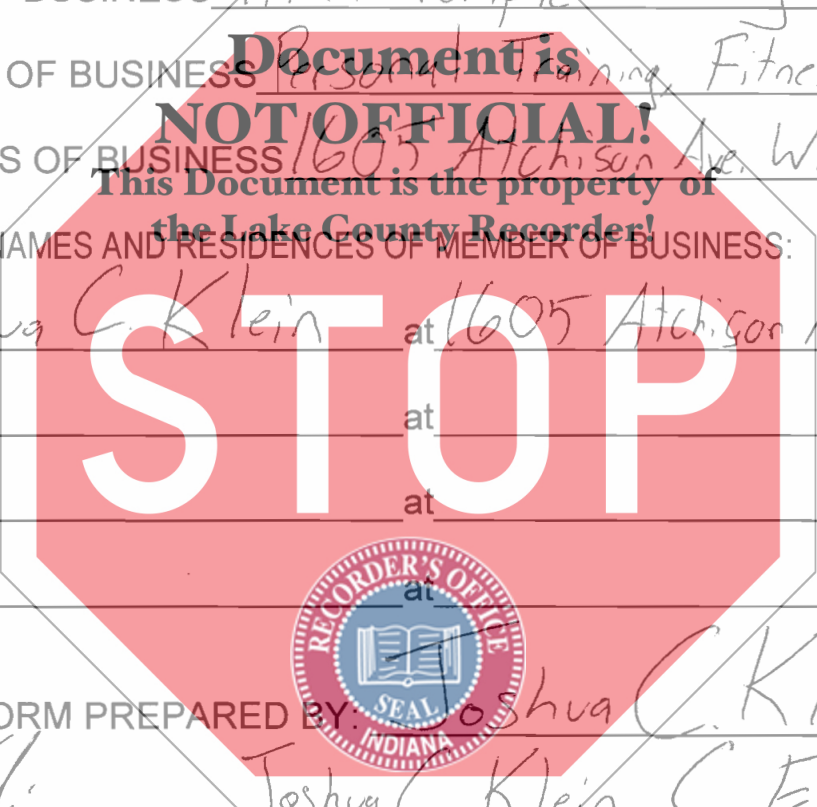 BUSINESS
OF BUSINESS Personal Training, Fitne
Document is
NOT OFFICIAL!
S OF BUSINESS 1605 Atchison Ave. W
This Document is the property of
the Lake County Recorder!
NAMES AND RESIDENCES OF MEMBER OF BUSINESS:
ua C. Klein at 1605 Atchison
STOP
at
at
at
RECORDER'S OFFICE
SEAL
INDIANA
ORM PREPARED BY: Joshua C. K
Joshua C Klein C E